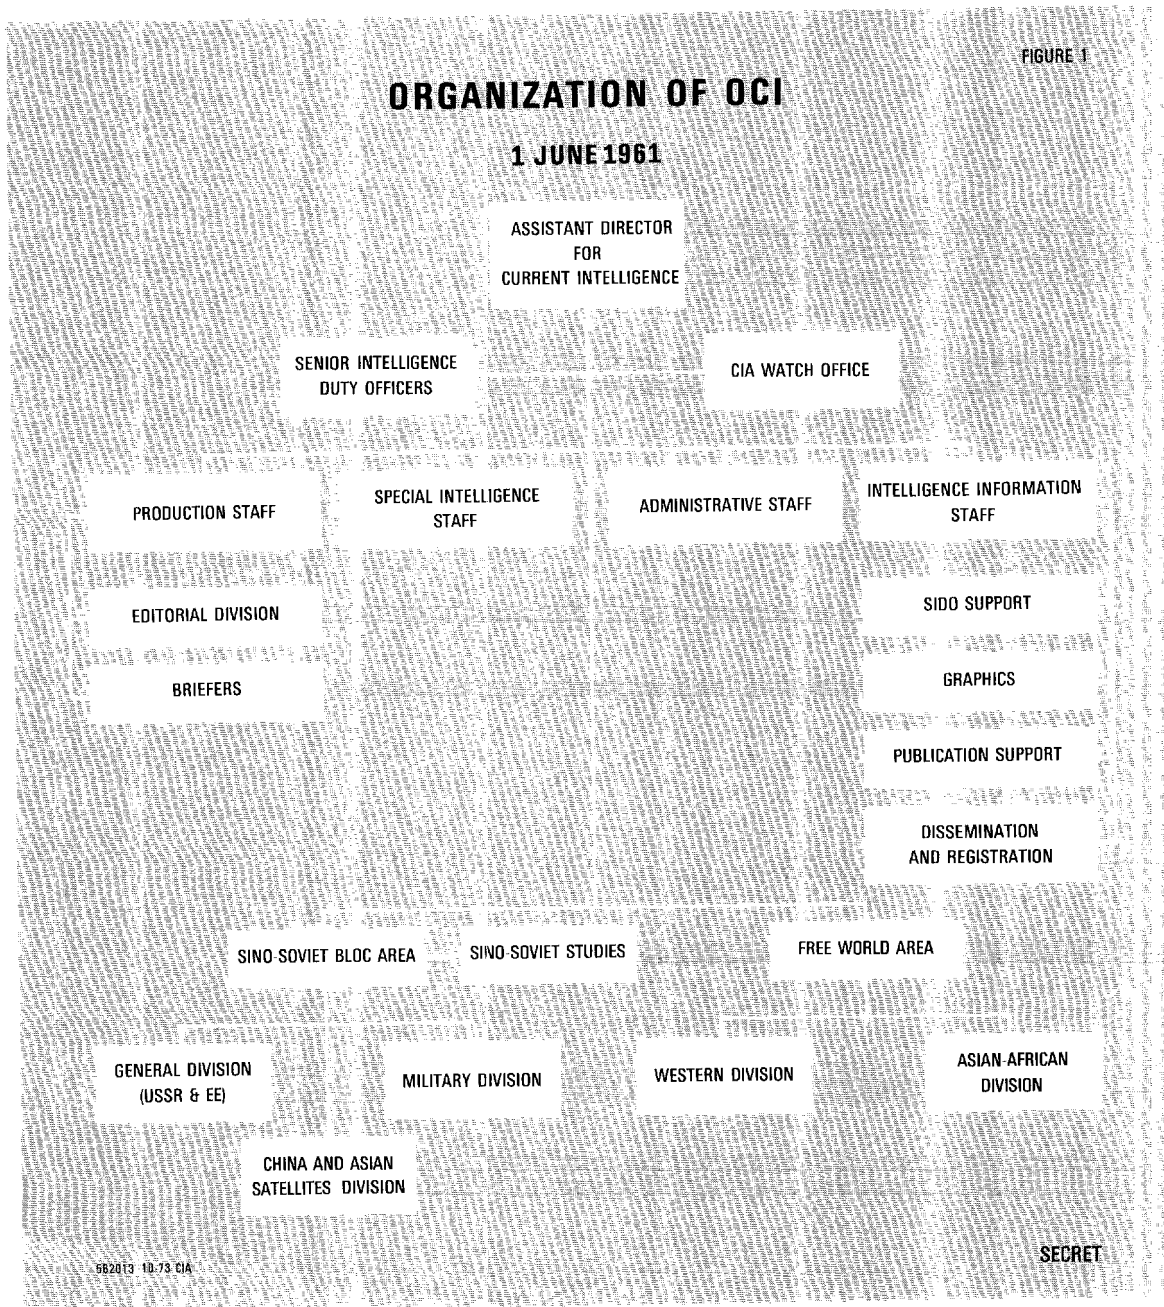 FIGURE 1
ORGANIZATION OF OCI
1 JUNE 1961
ASSISTANT DIRECTOR
FOR
CURRENT INTELLIGENCE
SENIOR INTELLIGENCE
DUTY OFFICERS
CIA WATCH OFFICE
PRODUCTION STAFF
SPECIAL INTELLIGENCE
STAFF
ADMINISTRATIVE STAFF
INTELLIGENCE INFORMATION
STAFF
EDITORIAL DIVISION
BRIEFERS
SIDO SUPPORT
GRAPHICS
PUBLICATION SUPPORT
DISSEMINATION
AND REGISTRATION
SINO-SOVIET BLOC AREA
SINO-SOVIET STUDIES
FREE WORLD AREA
GENERAL DIVISION
(USSR & EE)
MILITARY DIVISION
WESTERN DIVISION
ASIAN-AFRICAN
DIVISION
CHINA AND ASIAN
SATELLITES DIVISION
562013 10-73 CIA
SECRET